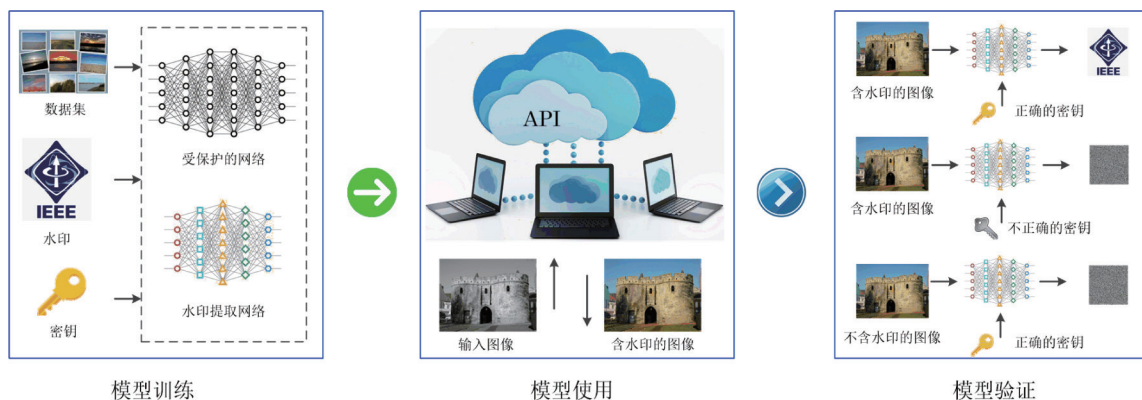 数据集
受保护的网络
IEEE
水印
水印提取网络
密钥
模型训练
API
输入图像
含水印的图像
模型使用
含水印的图像
正确的密钥
IEEE
含水印的图像
不正确的密钥
不含水印的图像
正确的密钥
模型验证